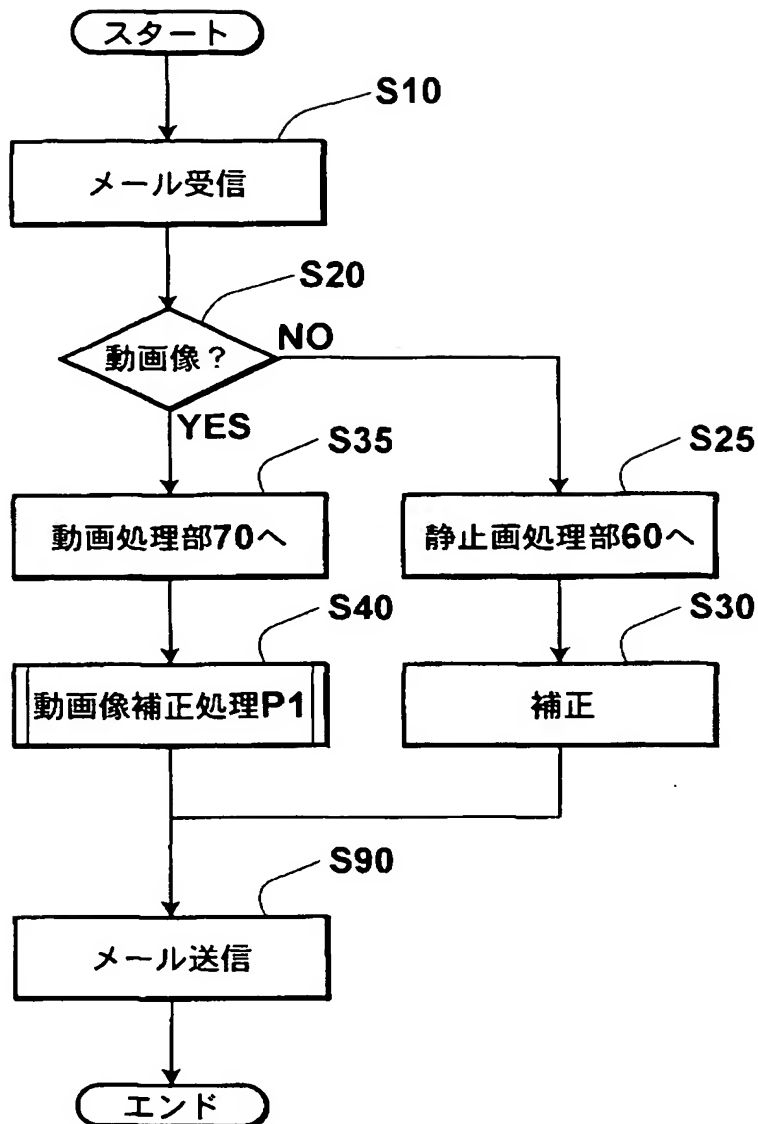 スタート
S10
メール受信
S20
動画像？
NO
YES
S35
S25
動画処理部70へ
静止画処理部60へ
S40
S30
動画像補正処理P1
補正
S90
メール送信
エンド